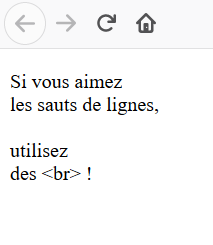 Si vous aimez
les sauts de lignes,
utilisez
des <br> !